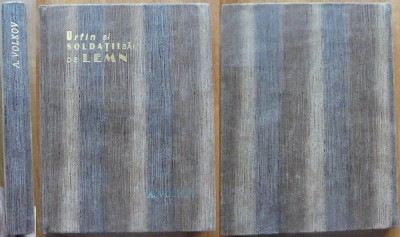 A. VOLKOV
Urfin și
SOLDAȚII SĂI
DE LEMN
A. VOLKOV